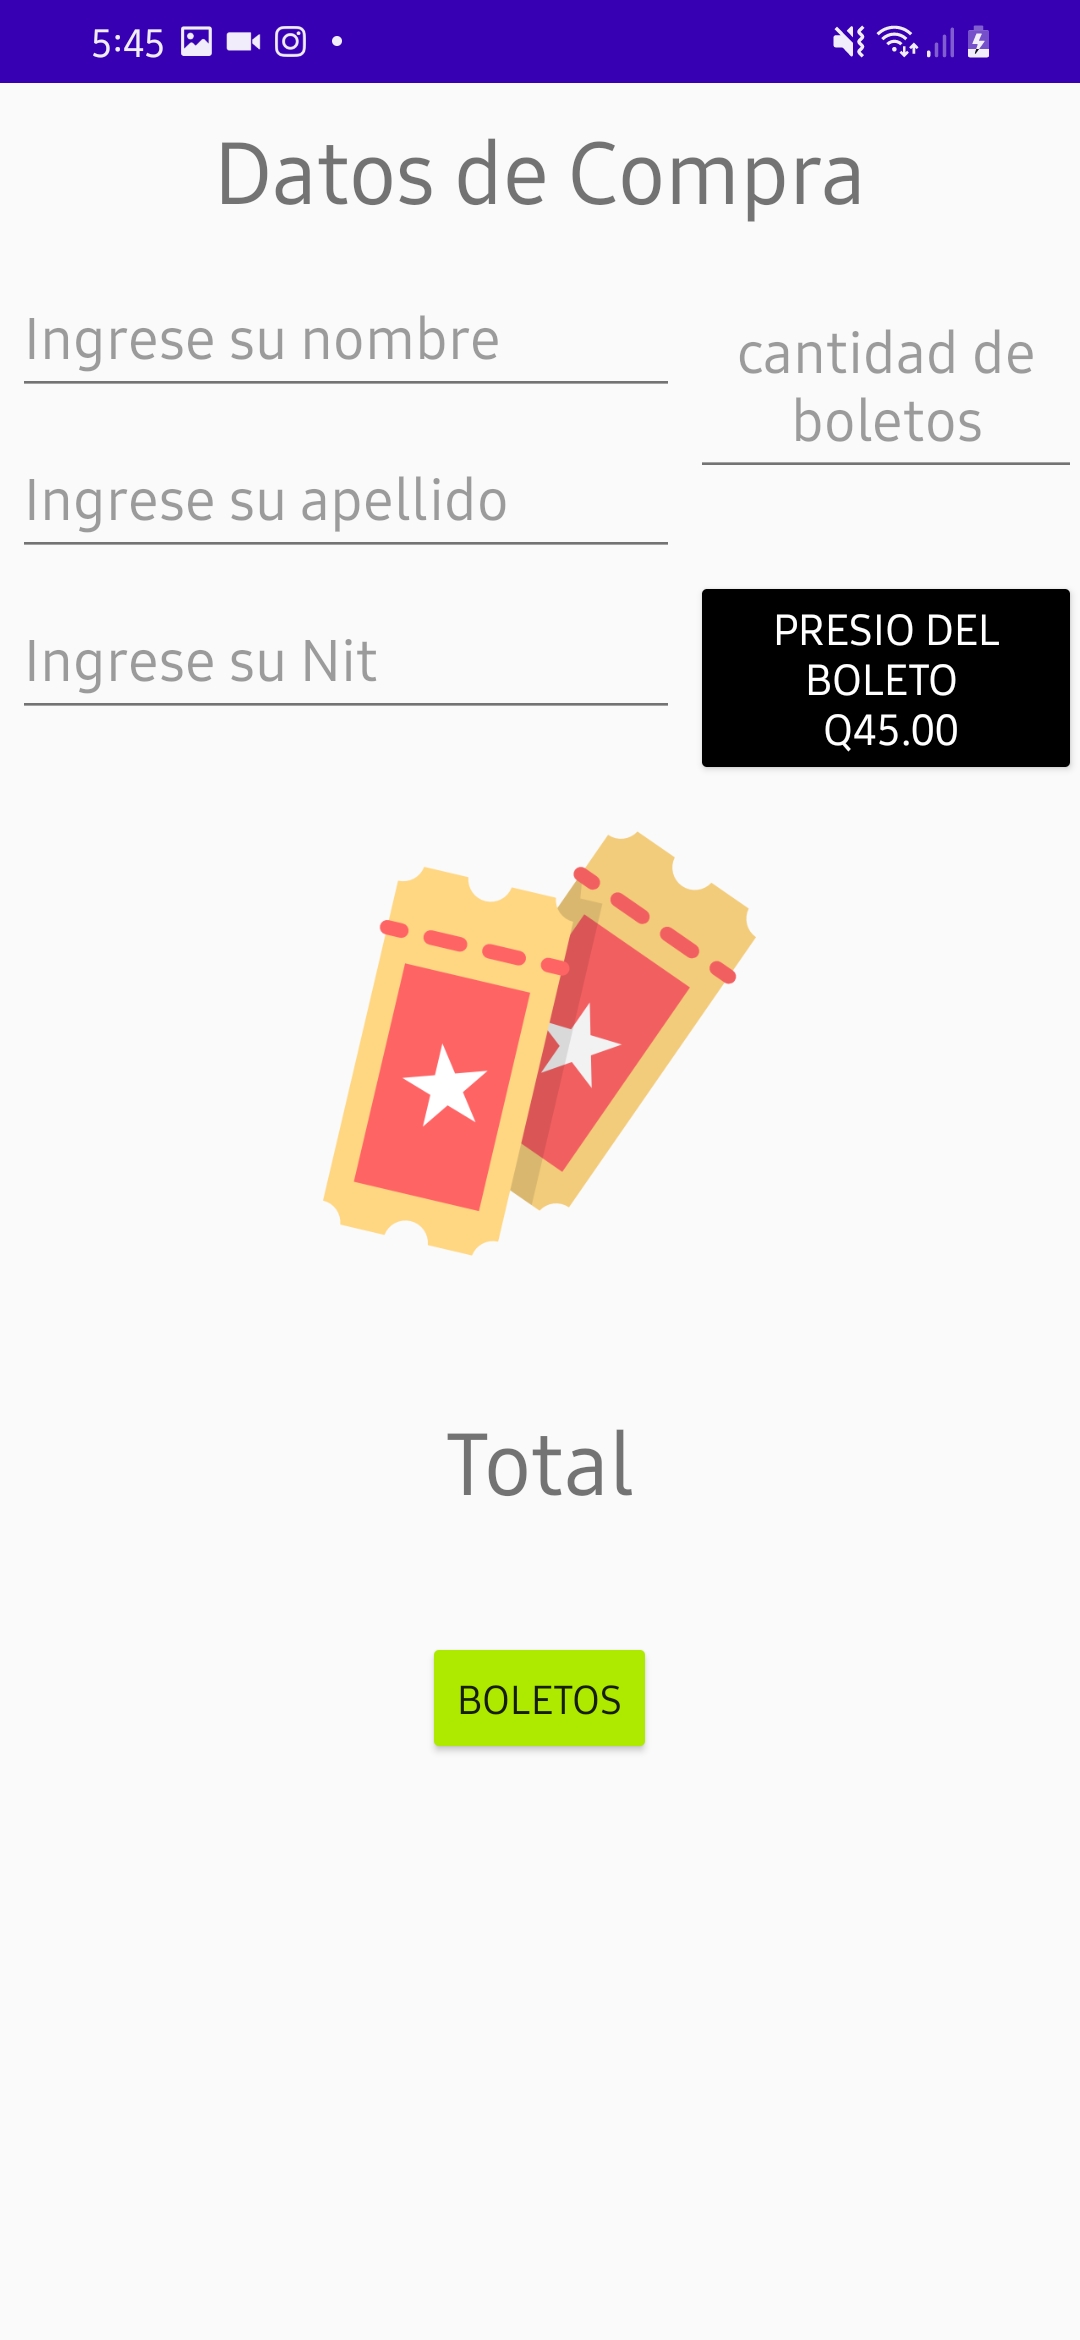 5:45
Datos de Compra
Ingrese su nombre
cantidad de
boletos
Ingrese su apellido
Ingrese su Nit
PRESIO DEL
BOLETO
Q45.00
Total
BOLETOS